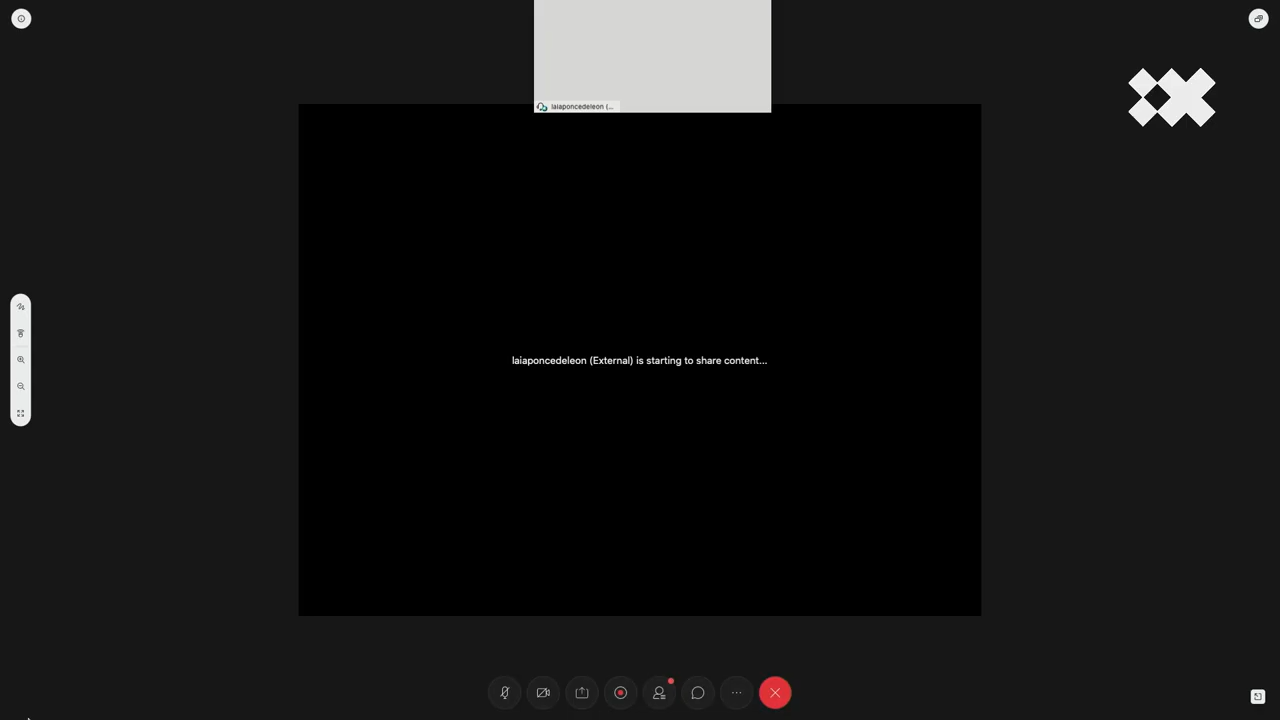 laiaponcedeleon (...
laiaponcedeleon (External) is starting to share content...